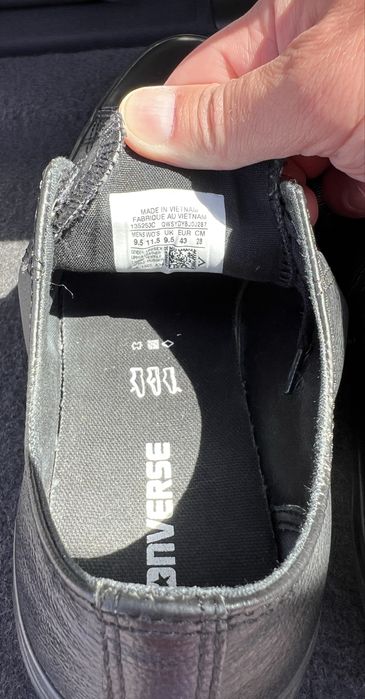 MADE IN VIETNAM
FABRIQUE AU VIETNAM
135253C
MENS WO'S UK EUR CM
9.5 11.5 9.5 43 28
CONVERSE